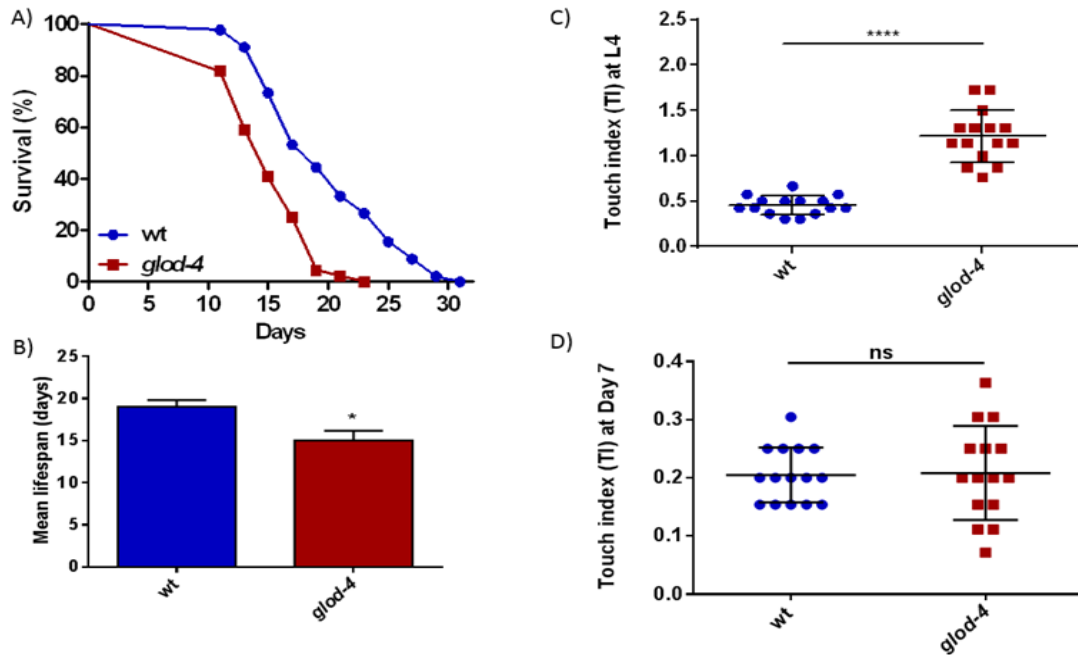 A)
100
80
60
40
20
0
Survival (%)
wt
glod-4
0 5 10 15 20 25 30
Days
B)
25
20
15
10
5
0
Mean lifespan (days)
*
wt
glod-4
C)
2.5
2.0
1.5
1.0
0.5
0.0
Touch index (TI) at L4
****
wt
glod-4
D)
0.4
0.3
0.2
0.1
0.0
Touch index (TI) at Day 7
ns
wt
glod-4